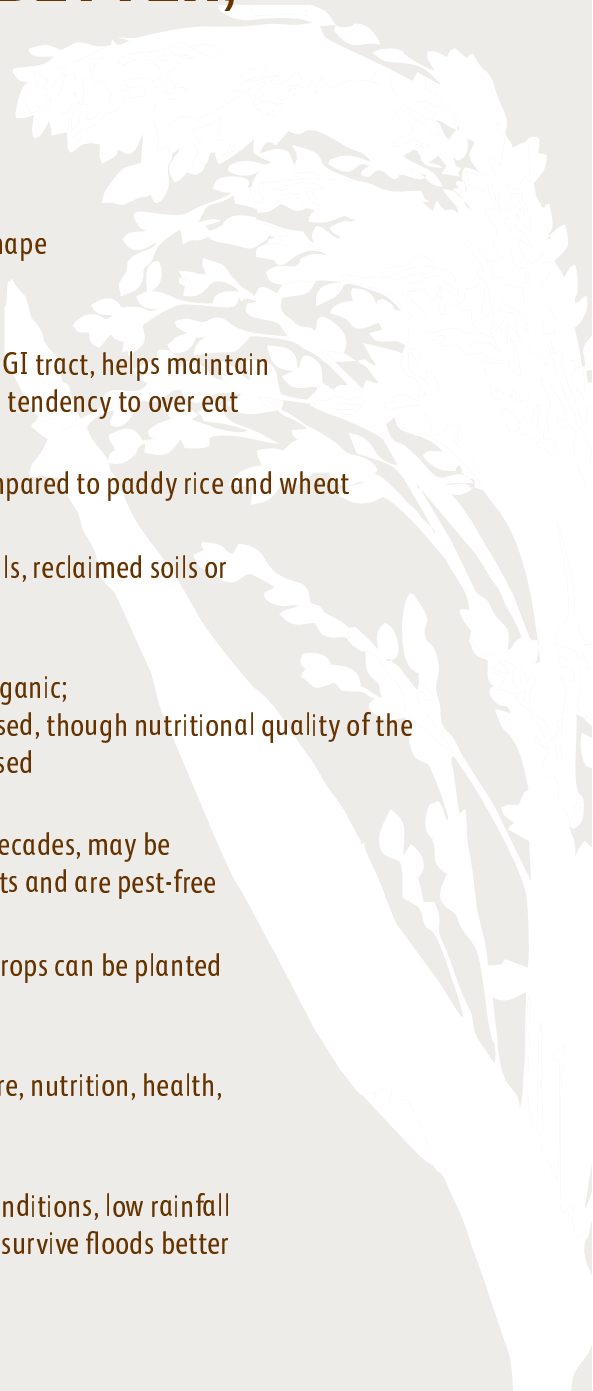 BETTER,
hape
GI tract, helps maintain
tendency to over eat
mpared to paddy rice and wheat
ls, reclaimed soils or
ganic;
sed, though nutritional quality of the
sed
ecades, may be
ts and are pest-free
rops can be planted
re, nutrition, health,
nditions, low rainfall
survive floods better